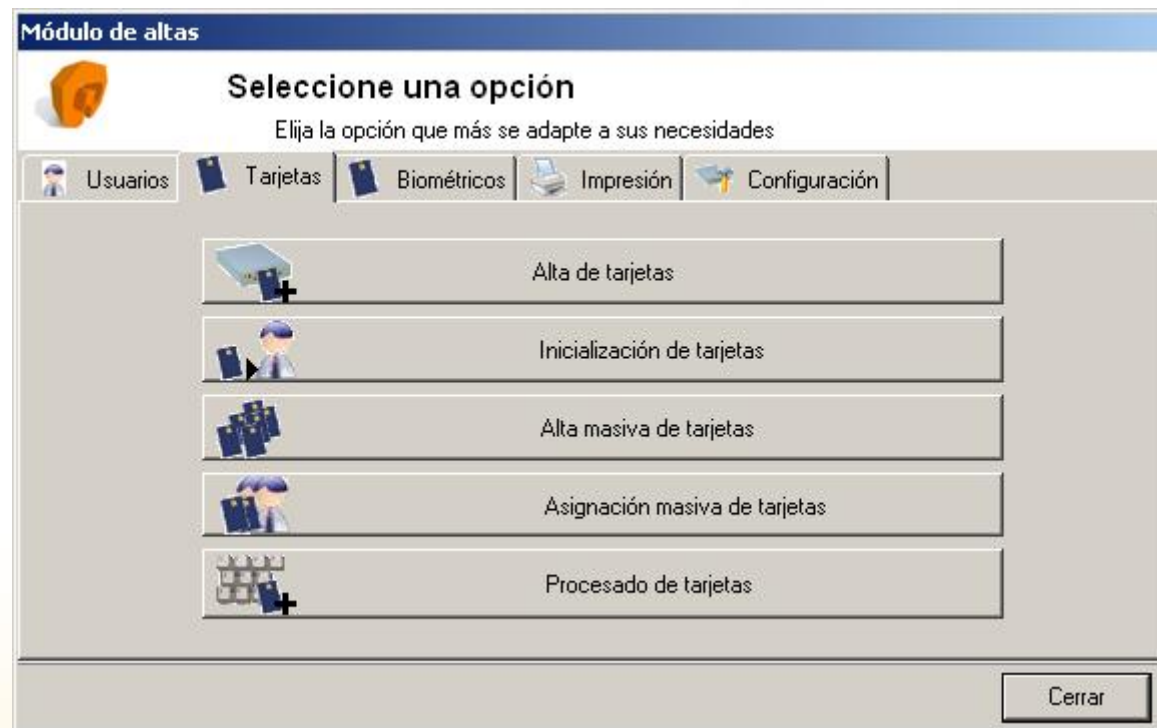 Módulo de altas
Seleccione una opción
Elija la opción que más se adapte a sus necesidades
Usuarios Tarjetas Biométricos Impresión Configuración
Alta de tarjetas
Inicialización de tarjetas
Alta masiva de tarjetas
Asignación masiva de tarjetas
Procesado de tarjetas
Cerrar